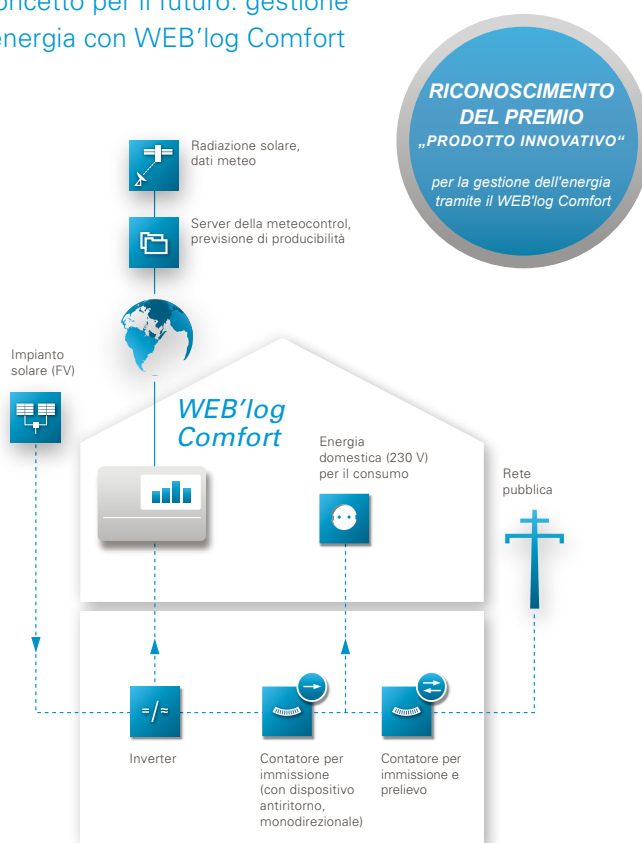 oncetto per il futuro: gestione
energia con WEB'log Comfort
RICONOSCIMENTO
DEL PREMIO
„PRODOTTO INNOVATIVO“
per la gestione dell'energia
tramite il WEB'log Comfort
Radiazione solare,
dati meteo
Server della meteocontrol,
previsione di producibilità
Impianto
solare (FV)
WEB'log
Comfort
Energia
domestica (230 V)
per il consumo
Rete
pubblica
=/≈
Inverter
Contatore per
immissione
(con dispositivo
antiritorno,
monodirezionale)
Contatore per
immissione e
prelievo